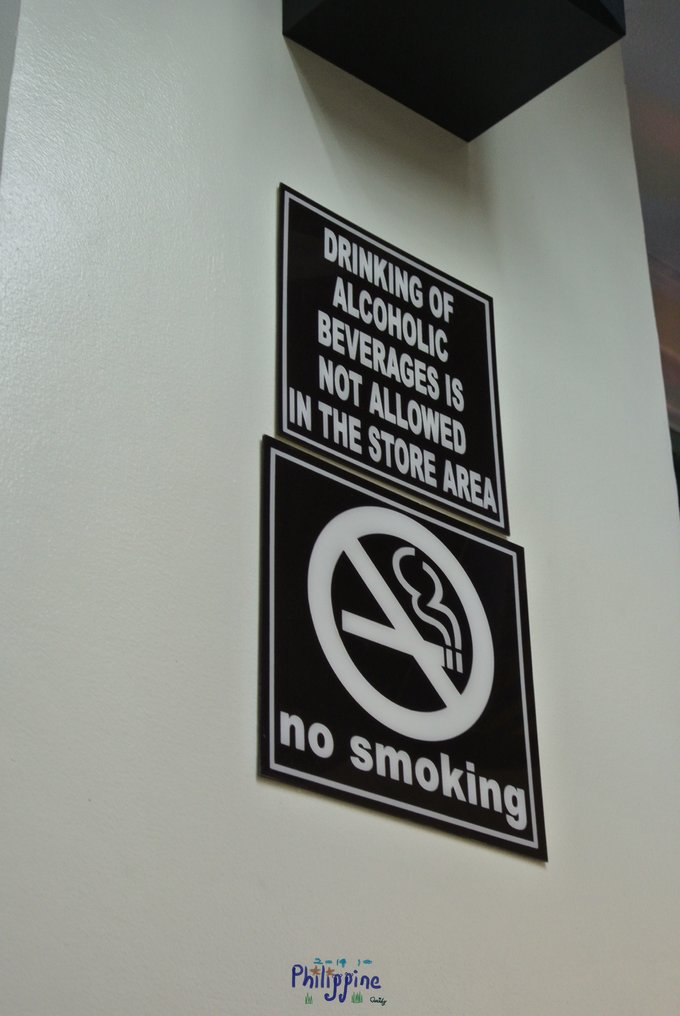 DRINKING OF
ALCOHOLIC
BEVERAGES IS
NOT ALLOWED
IN THE STORE AREA
no smoking
Philippine